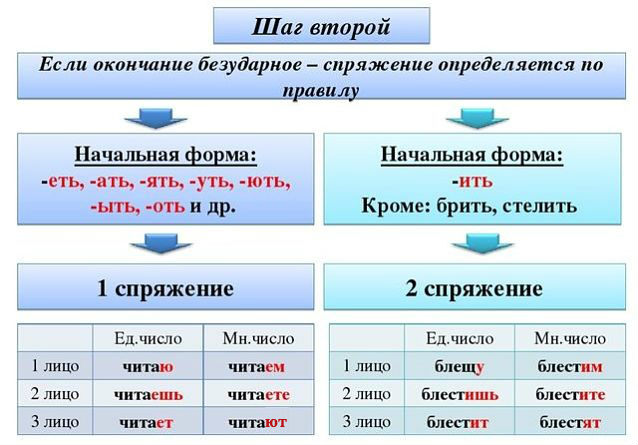 Шаг второй
Если окончание безударное – спряжение определяется по
правилу
Начальная форма:
-еть, -ать, -ять, -уть, -ють,
-ыть, -оть и др.
Начальная форма:
-ить
Кроме: брить, стелить
1 спряжение
2 спряжение
Ед.число Мн.число
1 лицо читаю читаем
2 лицо читаешь читаете
3 лицо читает читают
Ед.число Мн.число
1 лицо блещу блестим
2 лицо блестишь блестите
3 лицо блестит блестят